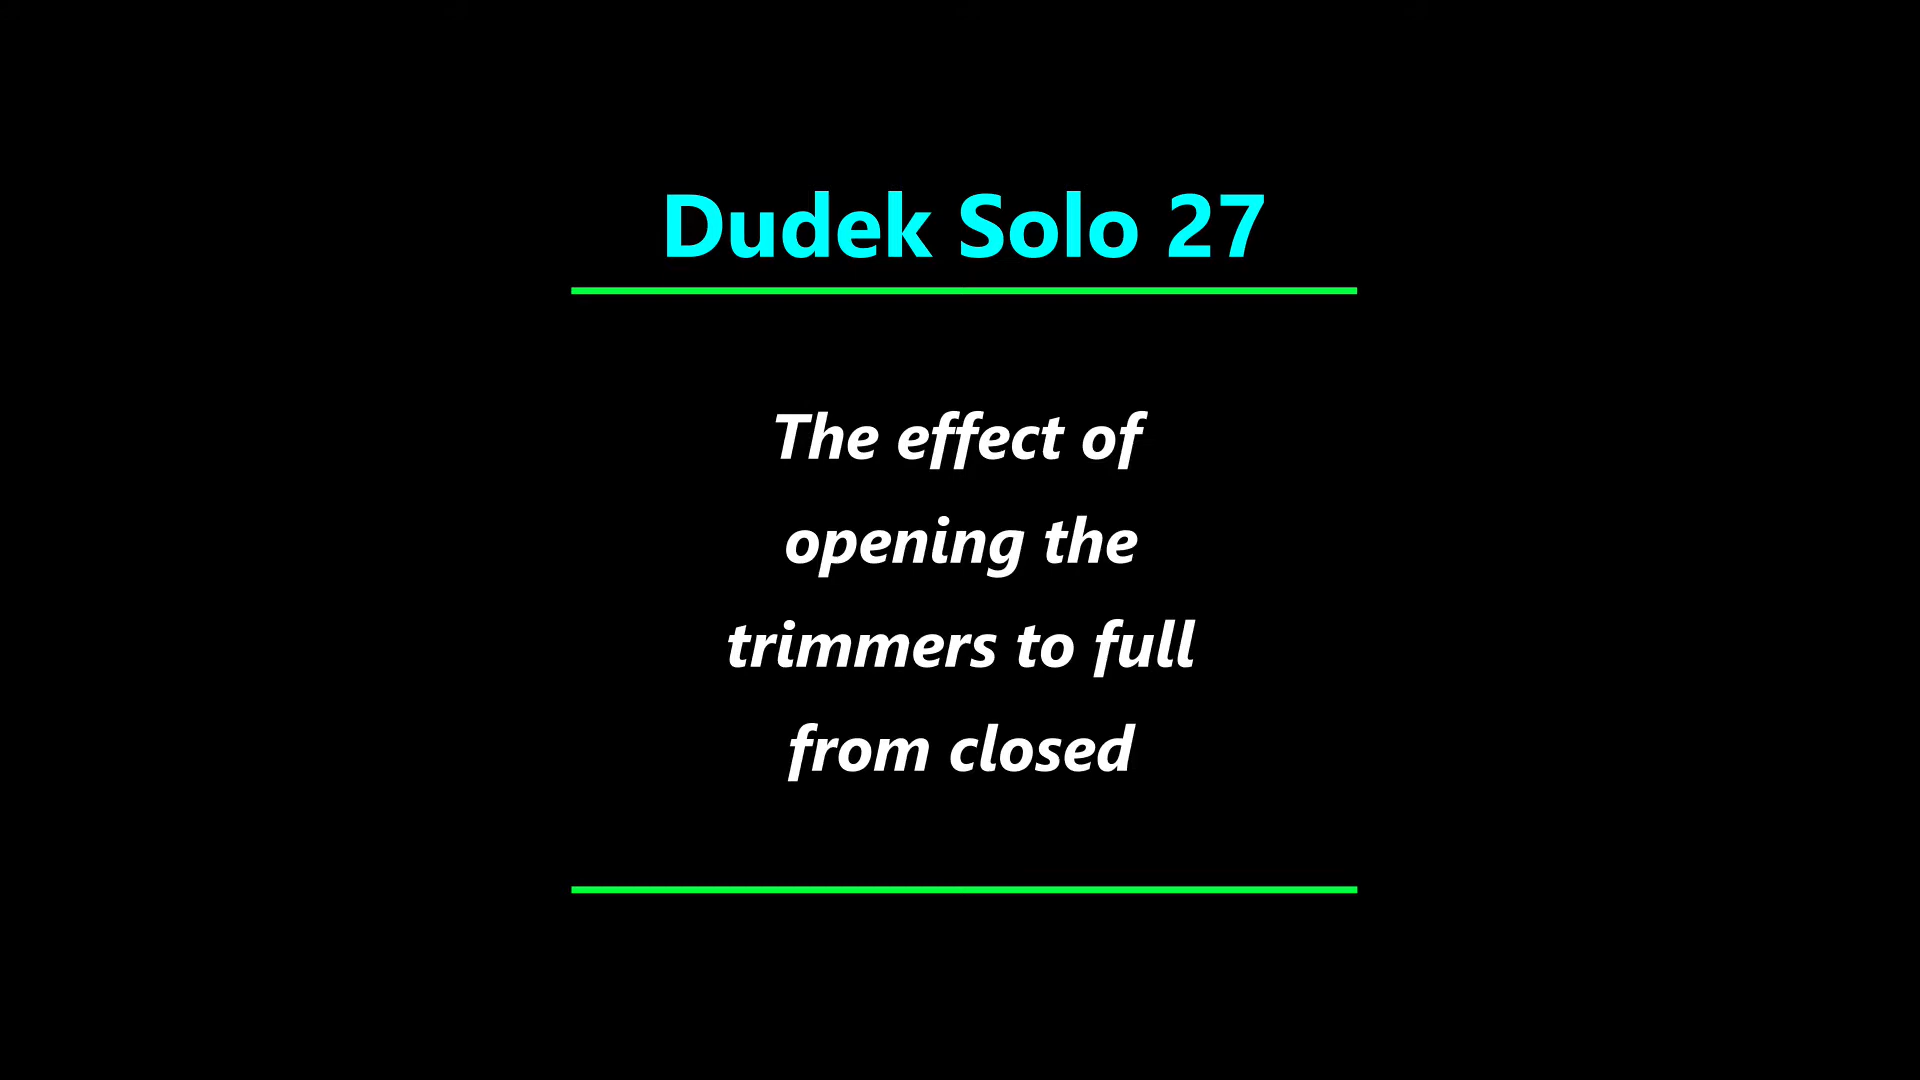 Dudek Solo 27
The effect of
opening the
trimmers to full
from closed